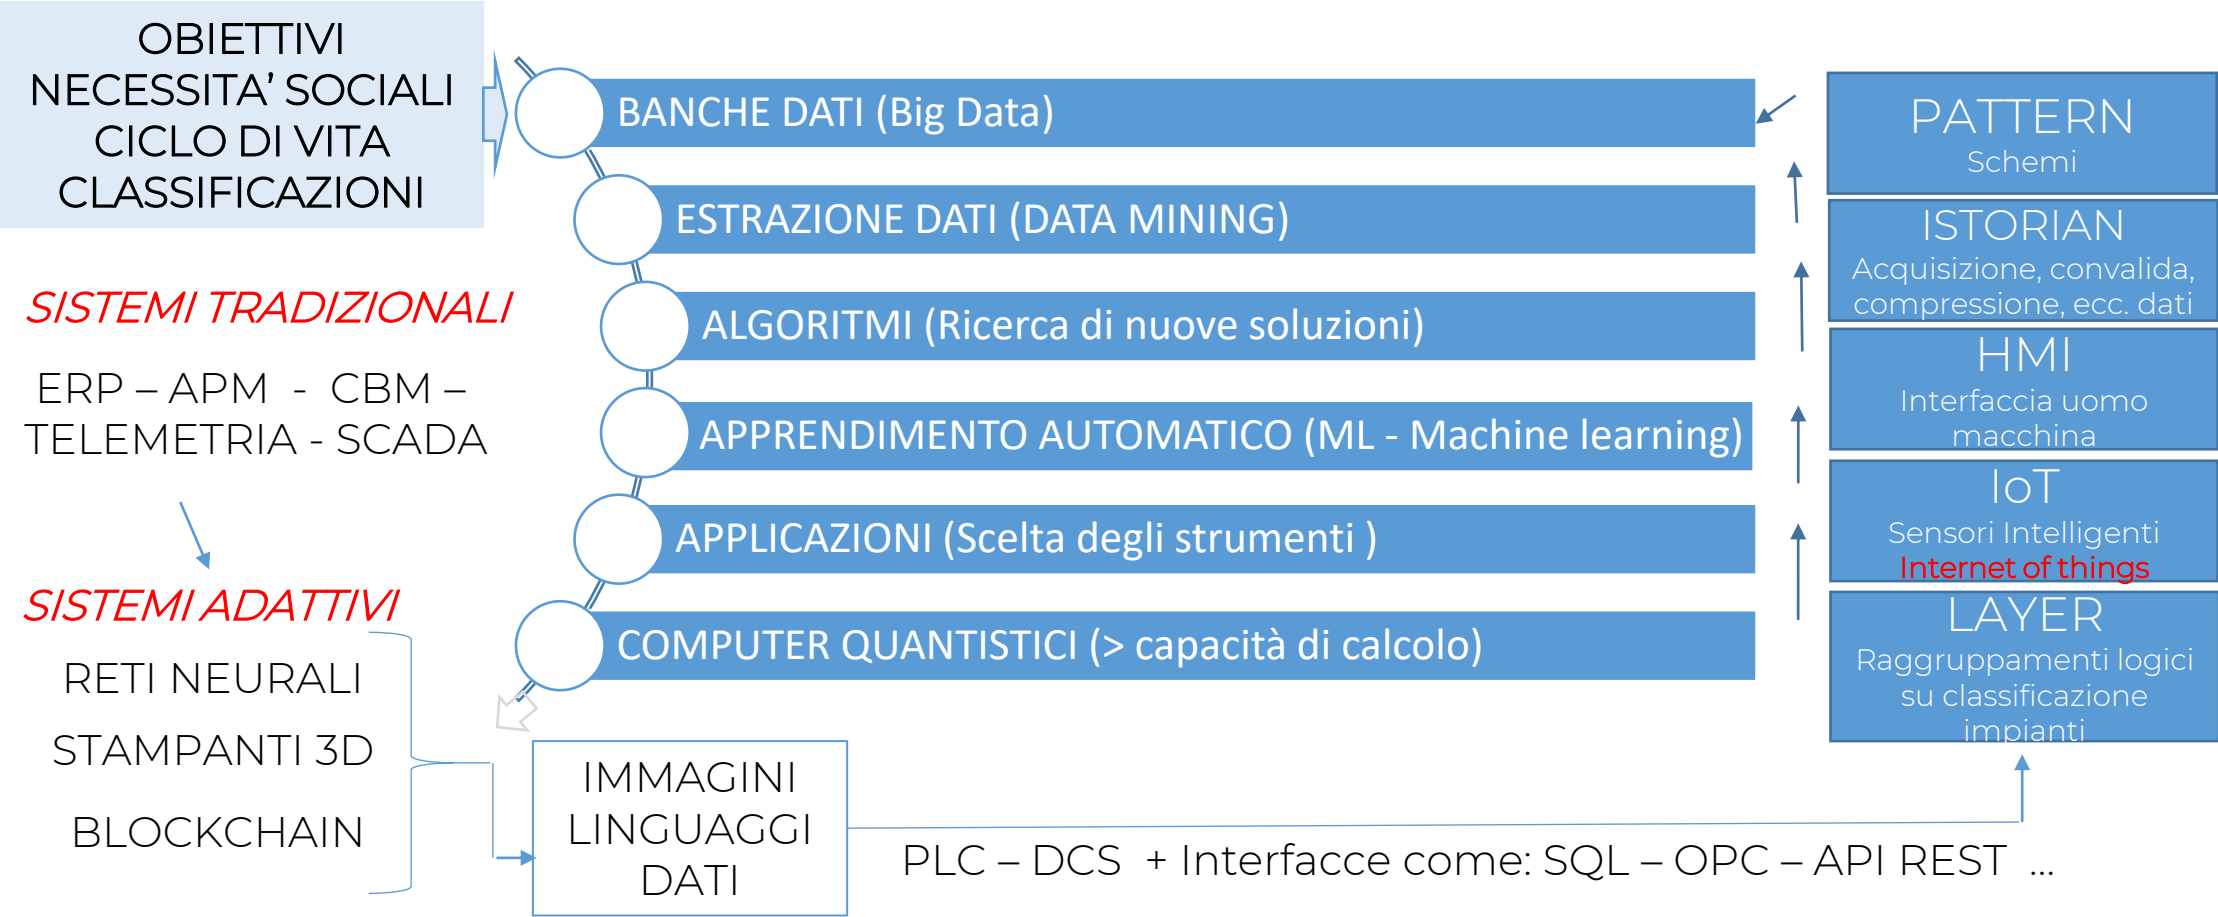 OBIETTIVI
NECESSITA’ SOCIALI
CICLO DI VITA
CLASSIFICAZIONI
SISTEMI TRADIZIONALI
ERP – APM - CBM –
TELEMETRIA - SCADA
SISTEMI ADATTIVI
RETI NEURALI
STAMPANTI 3D
BLOCKCHAIN
BANCHE DATI (Big Data)
ESTRAZIONE DATI (DATA MINING)
ALGORITMI (Ricerca di nuove soluzioni)
APPRENDIMENTO AUTOMATICO (ML - Machine learning)
APPLICAZIONI (Scelta degli strumenti )
COMPUTER QUANTISTICI (> capacità di calcolo)
IMMAGINI
LINGUAGGI
DATI
PLC – DCS + Interfacce come: SQL – OPC – API REST ...
PATTERN
Schemi
ISTORIAN
Acquisizione, convalida,
compressione, ecc. dati
HMI
Interfaccia uomo
macchina
IoT
Sensori Intelligenti
Internet of things
LAYER
Raggruppamenti logici
su classificazione
impianti